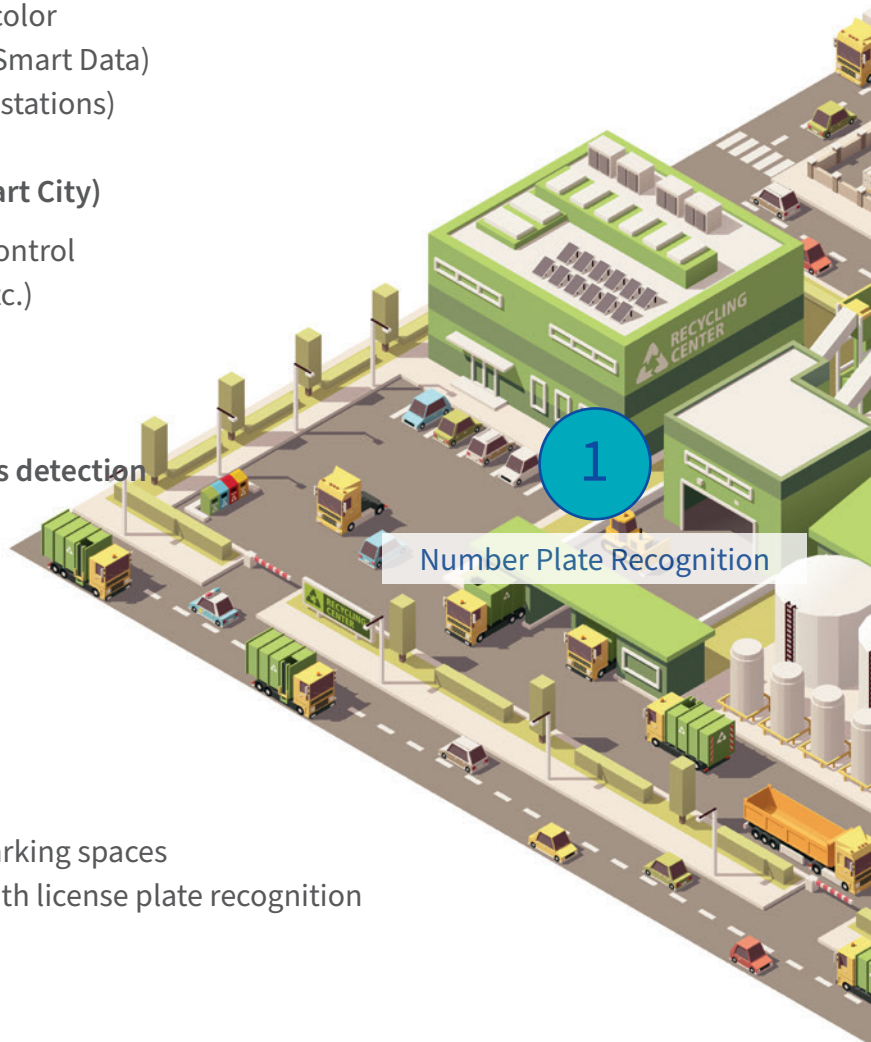 color
Smart Data)
stations)
art City)
ontrol
tc.)
s detection
RECYCLING
CENTER
1
Number Plate Recognition
RECYCLING
CENTER
arking spaces
th license plate recognition